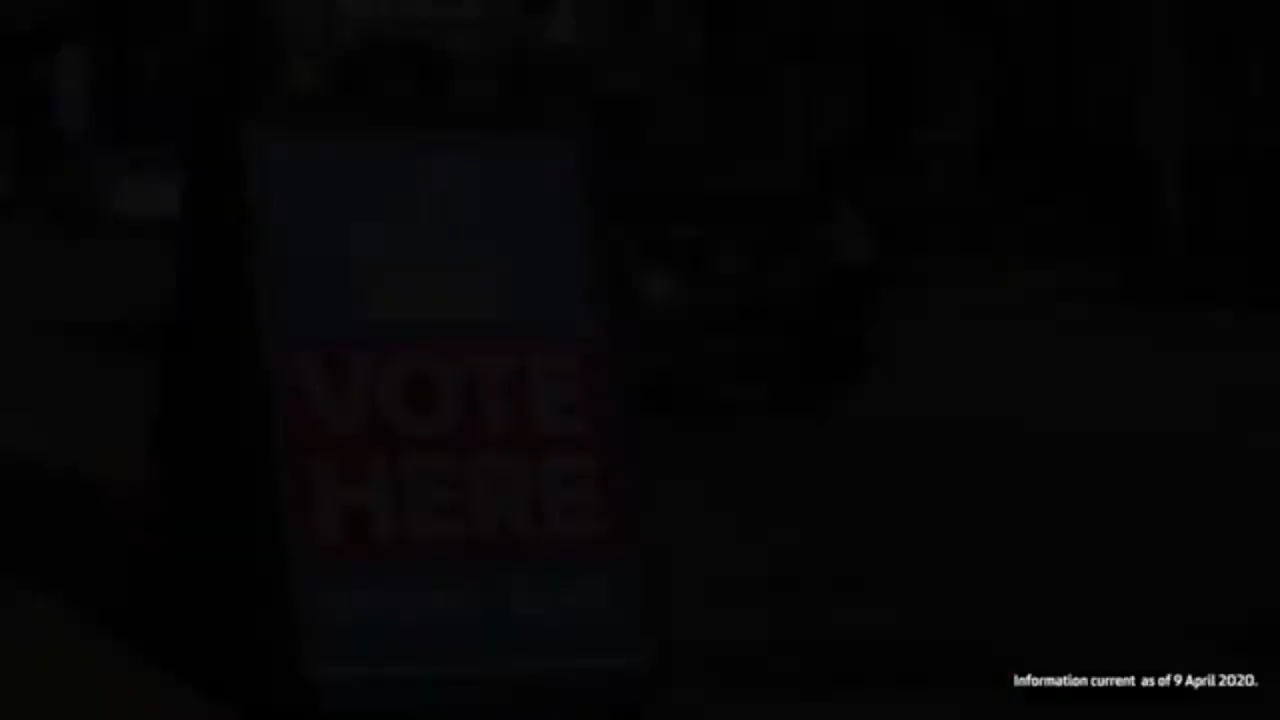 VOTE
HERE
Information current as of 9 April 2020.